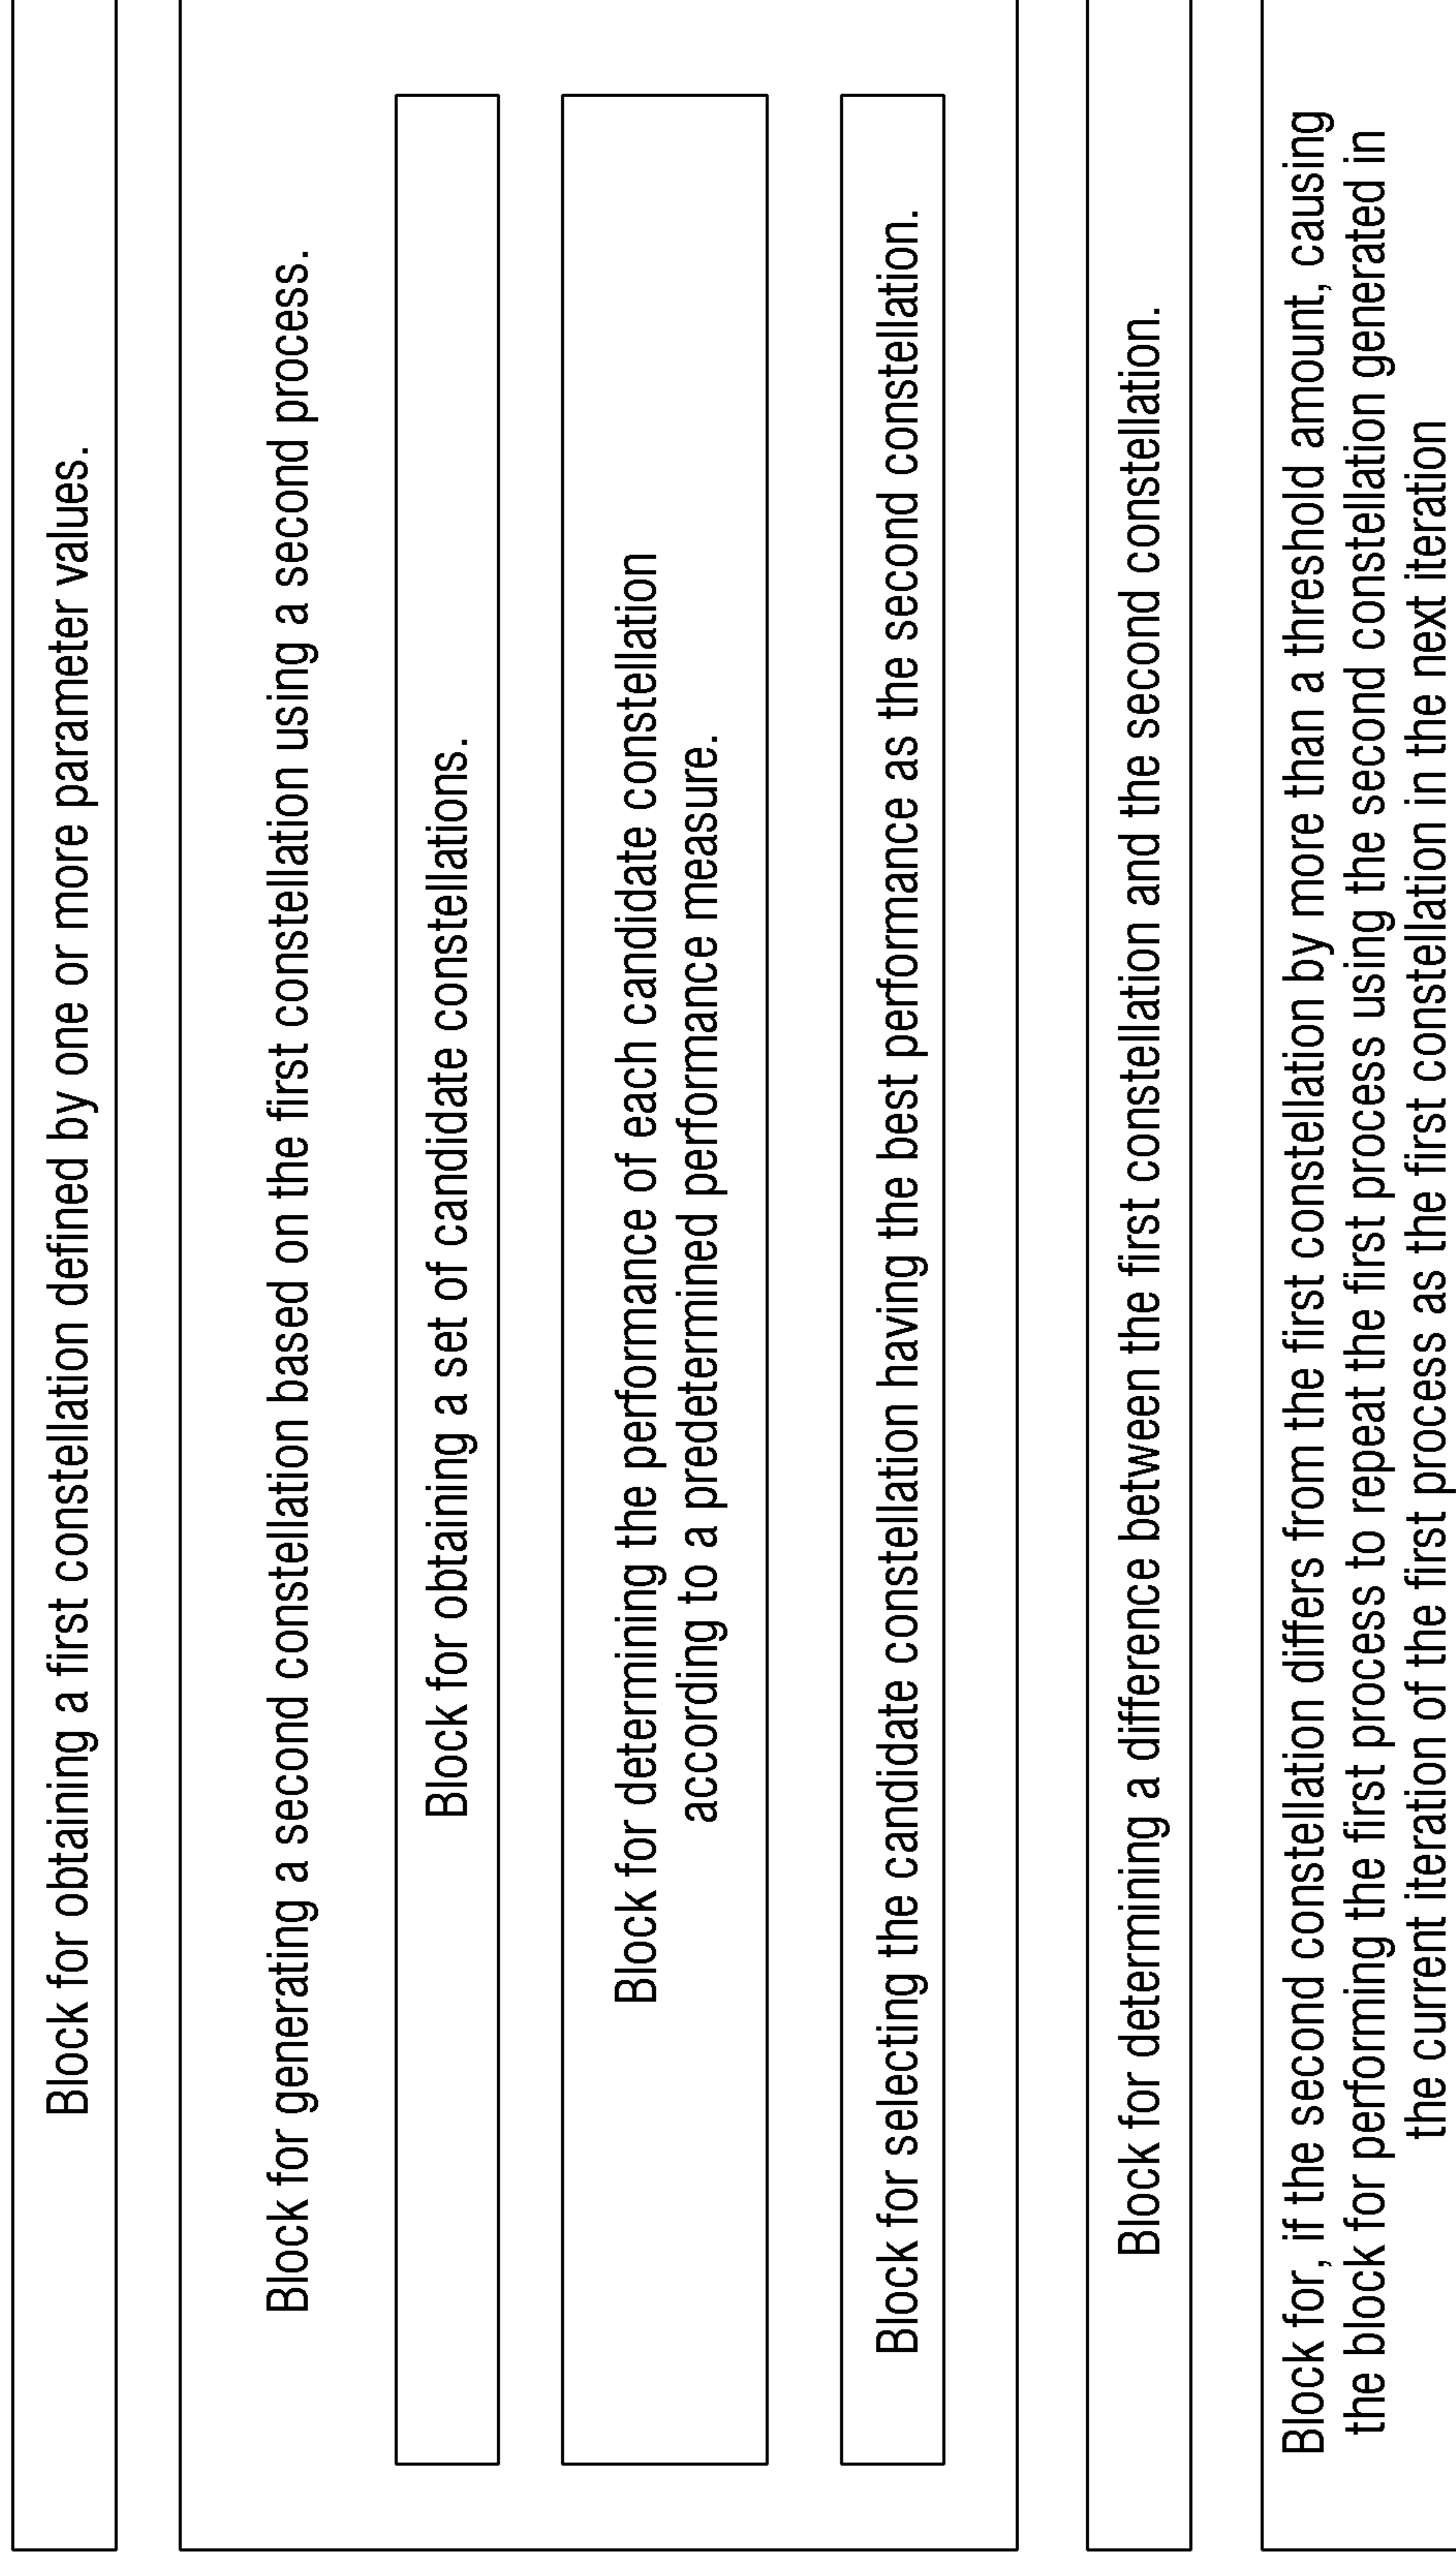 Block for obtaining a first constellation defined by one or more parameter values.
Block for generating a second constellation based on the first constellation using a second process.
Block for obtaining a set of candidate constellations.
Block for determining the performance of each candidate constellation
according to a predetermined performance measure.
Block for selecting the candidate constellation having the best performance as the second constellation.
Block for determining a difference between the first constellation and the second constellation.
Block for, if the second constellation differs from the first constellation by more than a threshold amount, causing
the block for performing the first process to repeat the first process using the second constellation generated in
the current iteration of the first process as the first constellation in the next iteration